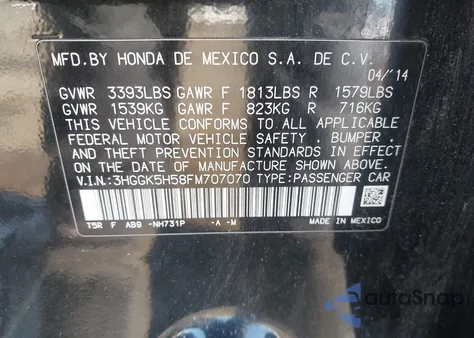 MFD.BY HONDA DE MEXICO S.A. DE C.V.
04/'14
GVWR 3393LBS GAWR F 1813LBS R 1579LBS
GVWR 1539KG GAWR F 823KG R 716KG
THIS VEHICLE CONFORMS TO ALL APPLICABLE
FEDERAL MOTOR VEHICLE SAFETY . BUMPER .
AND THEFT PREVENTION STANDARDS IN EFFECT
ON THE DATE OF MANUFACTURE SHOWN ABOVE.
V.I.N.:3HGGK5H58FM707070 TYPE:PASSENGER CAR
T5R F AB9 -NH731P -A -M MADE IN MEXICO
autoSnap